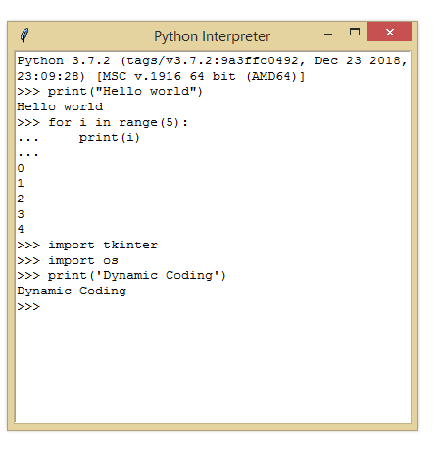 Python Interpreter
Python 3.7.2 (tags/v3.7.2:9a3ffc0492, Dec 23 2018,
23:09:28) [MSC v.1916 64 bit (AMD64)]
>>> print("Hello world")
Hello world
>>> for i in range(5):
...     print(i)
...
0
1
2
3
4
>>> import tkinter
>>> import os
>>> print('Dynamic Coding')
Dynamic Coding
>>>